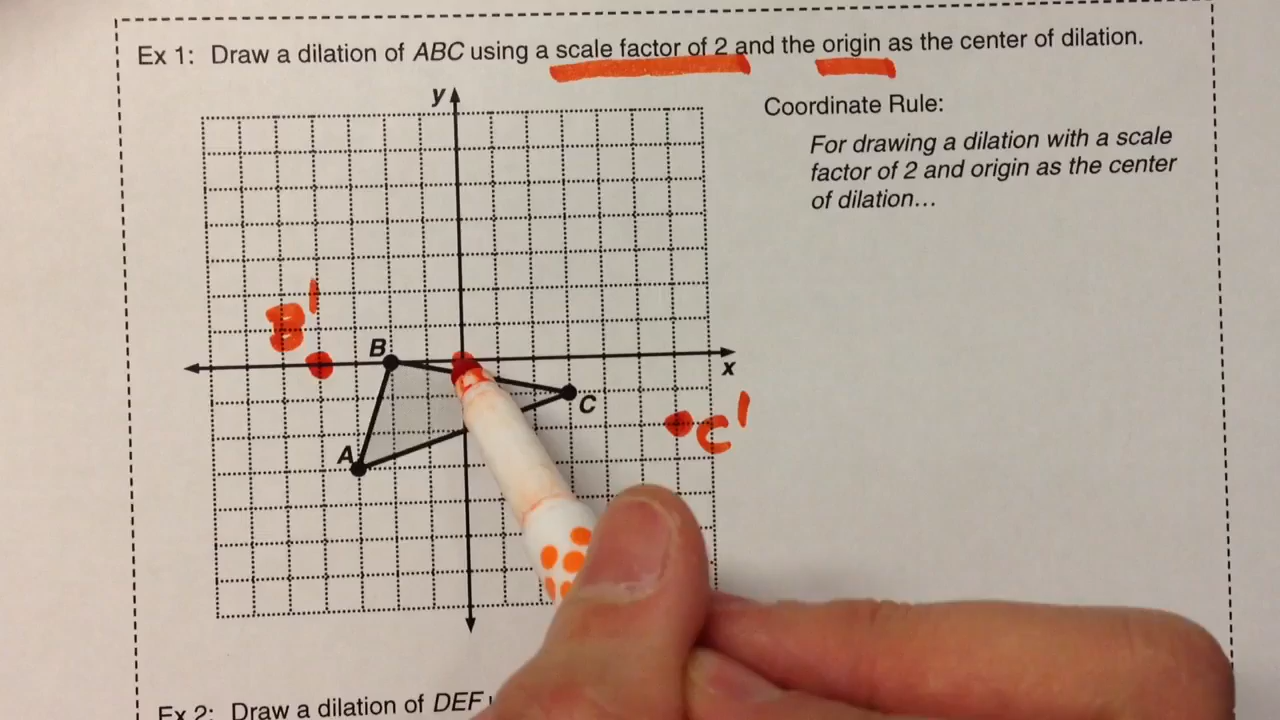 Ex 1: Draw a dilation of ABC using a scale factor of 2 and the origin as the center of dilation.
y
Coordinate Rule:
For drawing a dilation with a scale
factor of 2 and origin as the center
of dilation...
B'
B
x
C
C'
A
Ex 2: Draw a dilation of DEF